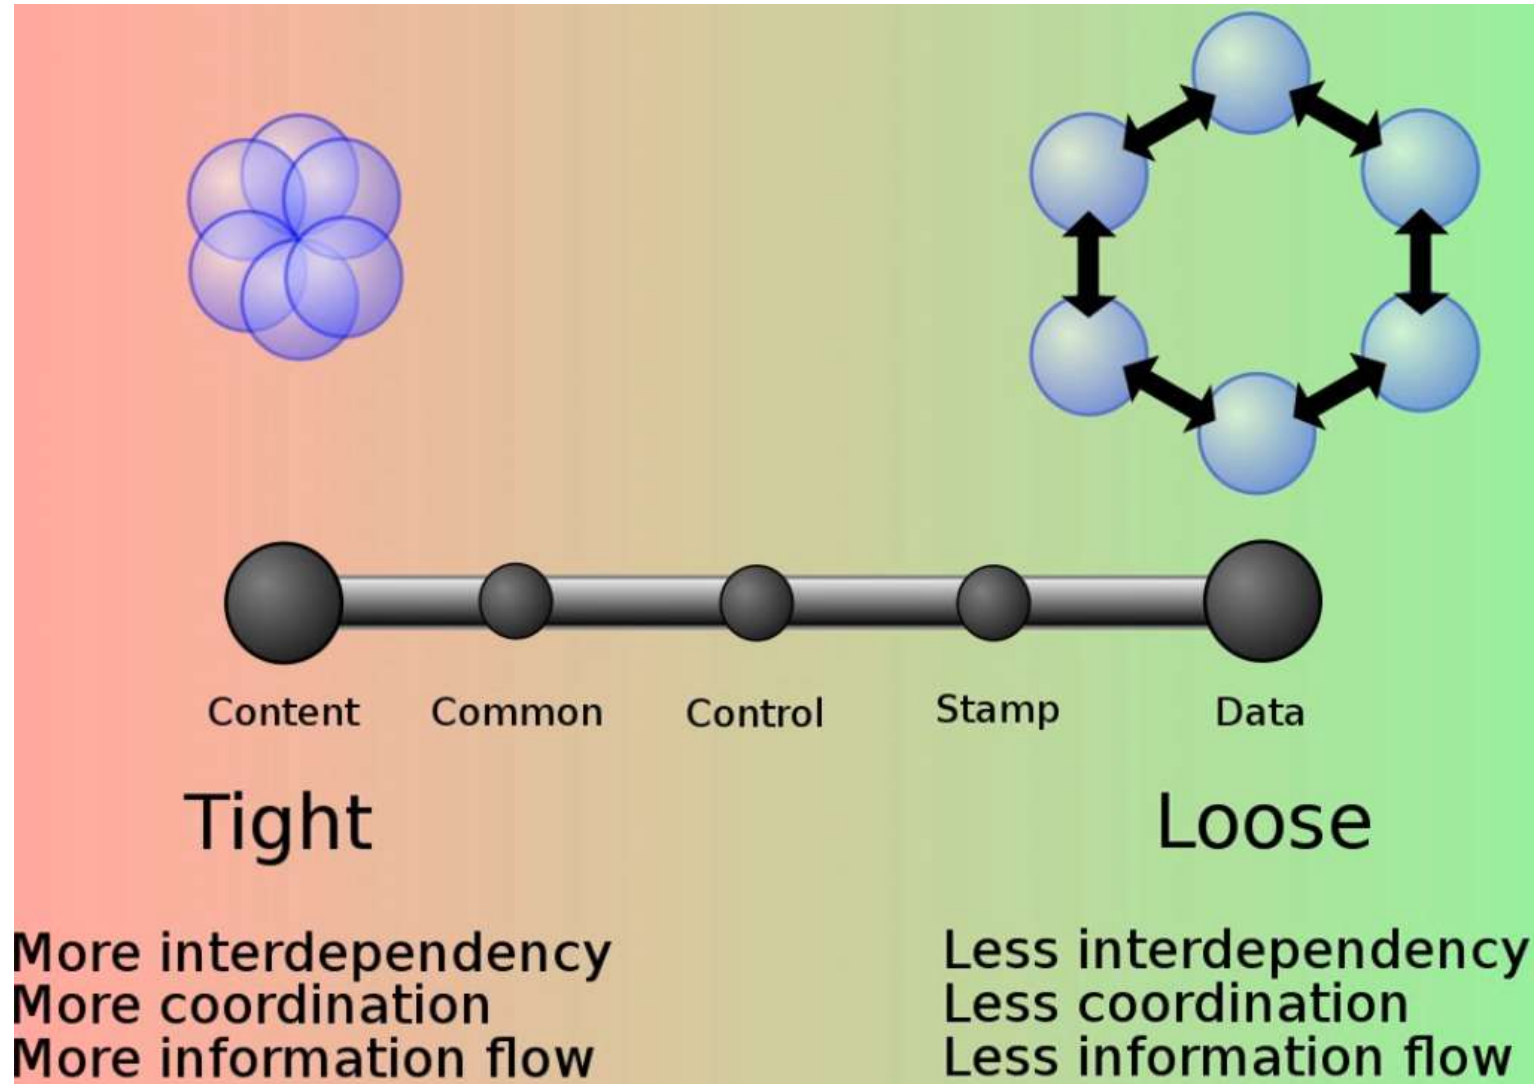 Content Common Control Stamp Data
Tight
Loose
More interdependency
More coordination
More information flow
Less interdependency
Less coordination
Less information flow